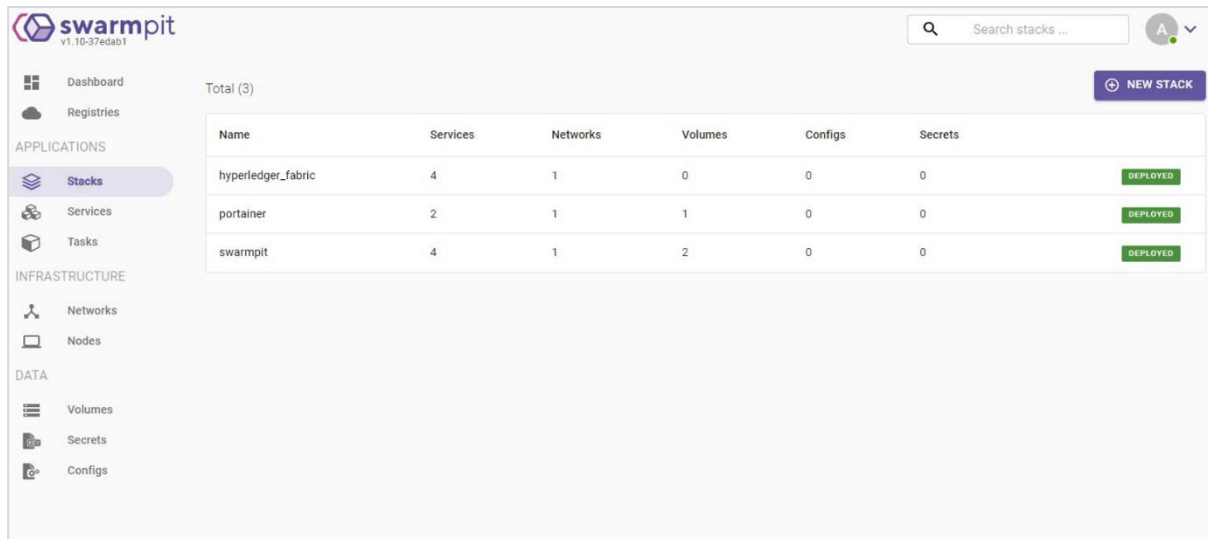 swarmpit
v1.10-37edab1
Search stacks ...
A
Dashboard
Registries
APPLICATIONS
Stacks
Services
Tasks
INFRASTRUCTURE
Networks
Nodes
DATA
Volumes
Secrets
Configs
Total (3)
NEW STACK
Name Services Networks Volumes Configs Secrets
hyperledger_fabric 4 1 0 0 0 DEPLOYED
portainer 2 1 1 0 0 DEPLOYED
swarmpit 4 1 2 0 0 DEPLOYED